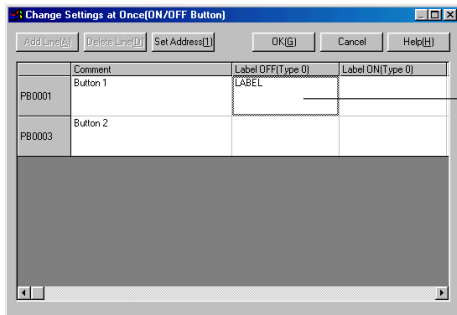 Change Settings at Once(ON/OFF Button)
Add Line(A) Delete Line(D) Set Address(1) OK(G) Cancel Help(H)
Comment Label OFF(Type 0) Label ON(Type 0)
PB0001 Button 1 LABEL
PB0003 Button 2